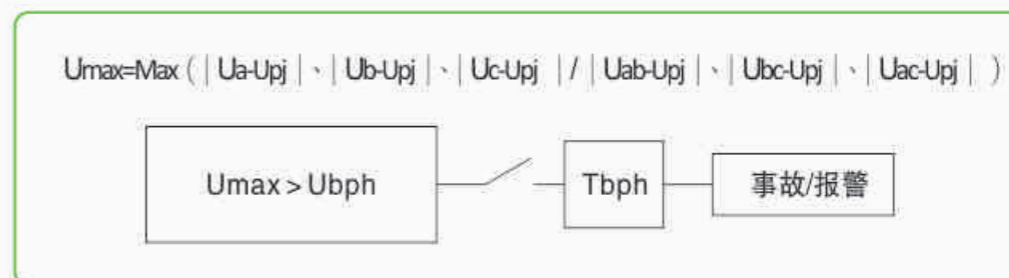 Umax=Max ( | Ua-Upj | 、 | Ub-Upj | 、 | Uc-Upj | / | Uab-Upj | 、 | Ubc-Upj | 、 | Uac-Upj | )
Umax > Ubph
Tbph
事故/报警